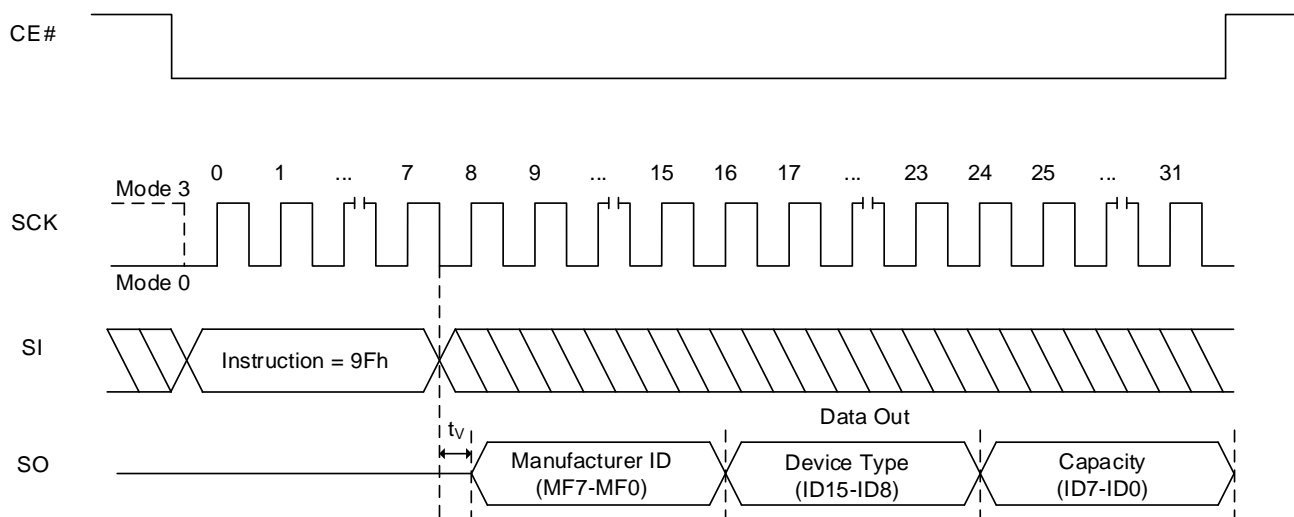 CE#
0 1 ... 7 8 9 ... 15 16 17 ... 23 24 25 ... 31
Mode 3
SCK
Mode 0
SI
Instruction = 9Fh
Data Out
tV
SO
Manufacturer ID
(MF7-MF0)
Device Type
(ID15-ID8)
Capacity
(ID7-ID0)